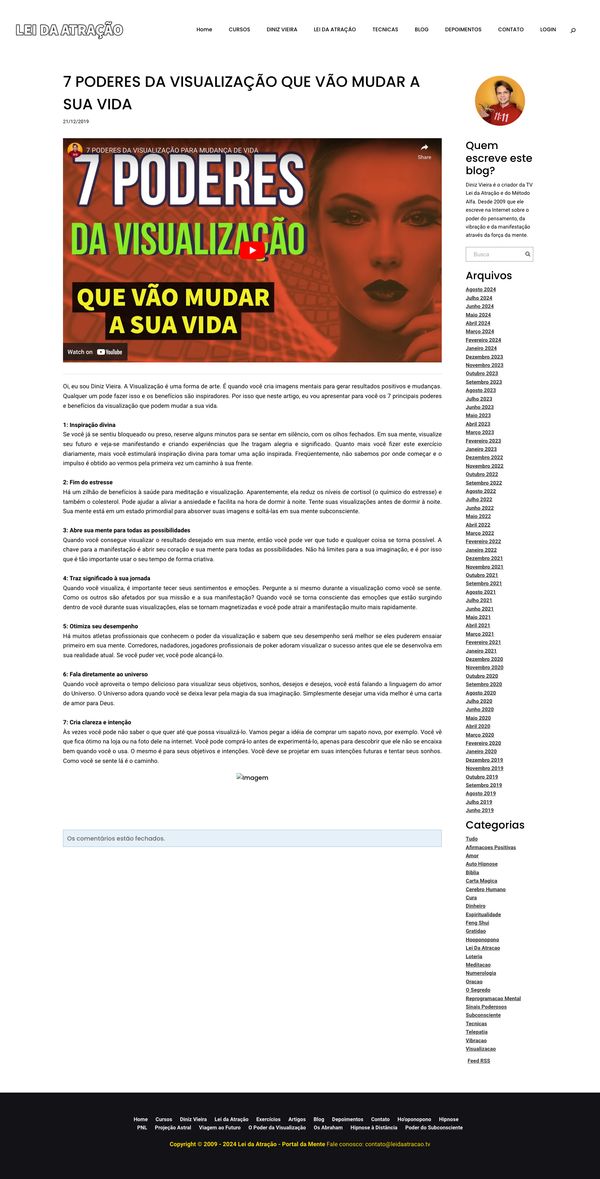 LEI DA ATRAÇÃO
Home CURSOS DINIZ VIEIRA LEI DA ATRAÇÃO TECNICAS BLOG DEPOIMENTOS CONTATO LOGIN
7 PODERES DA VISUALIZAÇÃO QUE VÃO MUDAR A
SUA VIDA
21/12/2019
7 PODERES DA VISUALIZAÇÃO PARA MUDANÇA DE VIDA
Share
7 PODERES
DA VISUALIZAÇÃO
QUE VÃO MUDAR
A SUA VIDA
Watch on YouTube
Oi, eu sou Diniz Vieira. A Visualização é uma forma de arte. É quando você cria imagens mentais para gerar resultados positivos e mudanças.
Qualquer um pode fazer isso e os benefícios são inspiradores. Por isso que neste artigo, eu vou apresentar para você os 7 principais poderes
e benefícios da visualização que podem mudar a sua vida.
1: Inspiração divina
Se você já se sentiu bloqueado ou preso, reserve alguns minutos para se sentar em silêncio, com os olhos fechados. Em sua mente, visualize
seu futuro e veja-se manifestando e criando experiências que lhe tragam alegria e significado. Quanto mais você fizer este exercício
diariamente, mais você estimulará inspiração divina para tomar uma ação inspirada. Freqüentemente, não sabemos por onde começar e o
impulso é obtido ao vermos pela primeira vez um caminho à sua frente.
2: Fim do estresse
Há um zilhão de benefícios à saúde para meditação e visualização. Aparentemente, ela reduz os níveis de cortisol (o químico do estresse) e
também o colesterol. Pode ajudar a aliviar a ansiedade e facilita na hora de dormir à noite. Tente suas visualizações antes de dormir à noite.
Sua mente está em um estado primordial para absorver suas imagens e soltá-las em sua mente subconsciente.
3: Abre sua mente para todas as possibilidades
Quando você consegue visualizar o resultado desejado em sua mente, então você pode ver que tudo e qualquer coisa se torna possível. A
chave para a manifestação é abrir seu coração e sua mente para todas as possibilidades. Não há limites para a sua imaginação, e é por isso
que é tão importante usar o seu tempo de forma criativa.
4: Traz significado à sua jornada
Quando você visualiza, é importante tecer seus sentimentos e emoções. Pergunte a si mesmo durante a visualização como você se sente.
Como os outros são afetados por sua missão e a sua manifestação? Quando você se torna consciente das emoções que estão surgindo
dentro de você durante suas visualizações, elas se tornam magnetizadas e você pode atrair a manifestação muito mais rapidamente.
5: Otimiza seu desempenho
Há muitos atletas profissionais que conhecem o poder da visualização e sabem que seu desempenho será melhor se eles puderem ensaiar
primeiro em sua mente. Corredores, nadadores, jogadores profissionais de poker adoram visualizar o sucesso antes que ele se desenvolva em
sua realidade atual. Se você puder ver, você pode alcançá-lo.
6: Fala diretamente ao universo
Quando você aproveita o tempo delicioso para visualizar seus objetivos, sonhos, desejos e desejos, você está falando a linguagem do amor
do Universo. O Universo adora quando você se deixa levar pela magia da sua imaginação. Simplesmente desejar uma vida melhor é uma carta
de amor para Deus.
7: Cria clareza e intenção
Às vezes você pode não saber o que quer até que possa visualizá-lo. Vamos pegar a idéia de comprar um sapato novo, por exemplo. Você vê
que fica ótimo na loja ou na foto dele na internet. Você pode comprá-lo antes de experimentá-lo, apenas para descobrir que ele não se encaixa
bem quando você o usa. O mesmo é para seus objetivos e intenções. Você deve se projetar em suas intenções futuras e tentar seus sonhos.
Como você se sente lá é o caminho.
Imagem
Os comentários estão fechados.
11:11
Quem
escreve este
blog?
Diniz Vieira é o criador da TV
Lei da Atração e do Método
Alfa. Desde 2009 que ele
escreve na Internet sobre o
poder do pensamento, da
vibração e da manifestação
através da força da mente.
Busca
Arquivos
Agosto 2024
Julho 2024
Junho 2024
Maio 2024
Abril 2024
Março 2024
Fevereiro 2024
Janeiro 2024
Dezembro 2023
Novembro 2023
Outubro 2023
Setembro 2023
Agosto 2023
Julho 2023
Junho 2023
Maio 2023
Abril 2023
Março 2023
Fevereiro 2023
Janeiro 2023
Dezembro 2022
Novembro 2022
Outubro 2022
Setembro 2022
Agosto 2022
Julho 2022
Junho 2022
Maio 2022
Abril 2022
Março 2022
Fevereiro 2022
Janeiro 2022
Dezembro 2021
Novembro 2021
Outubro 2021
Setembro 2021
Agosto 2021
Julho 2021
Junho 2021
Maio 2021
Abril 2021
Março 2021
Fevereiro 2021
Janeiro 2021
Dezembro 2020
Novembro 2020
Outubro 2020
Setembro 2020
Agosto 2020
Julho 2020
Junho 2020
Maio 2020
Abril 2020
Março 2020
Fevereiro 2020
Janeiro 2020
Dezembro 2019
Novembro 2019
Outubro 2019
Setembro 2019
Agosto 2019
Julho 2019
Junho 2019
Categorias
Tudo
Afirmacoes Positivas
Amor
Auto Hipnose
Bíblia
Carta Magica
Cerebro Humano
Cura
Dinheiro
Espiritualidade
Feng Shui
Gratidao
Hooponopono
Lei Da Atracao
Loteria
Meditacao
Numerologia
Oracao
O Segredo
Reprogramacao Mental
Sinais Poderosos
Subconsciente
Tecnicas
Telepatia
Vibracao
Visualizacao
Feed RSS
Home Cursos Diniz Vieira Lei da Atração Exercícios Artigos Blog Depoimentos Contato Ho'oponopono Hipnose
PNL Projeção Astral Viagem ao Futuro O Poder da Visualização Os Abraham Hipnose à Distância Poder do Subconsciente
Copyright © 2009 - 2024 Lei da Atração - Portal da Mente Fale conosco: contato@leidaatracao.tv